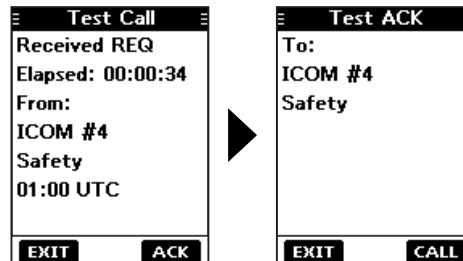 Test Call
Received REQ
Elapsed: 00:00:34
From:
ICOM #4
Safety
01:00 UTC
EXIT ACK
Test ACK
To:
ICOM #4
Safety
EXIT CALL